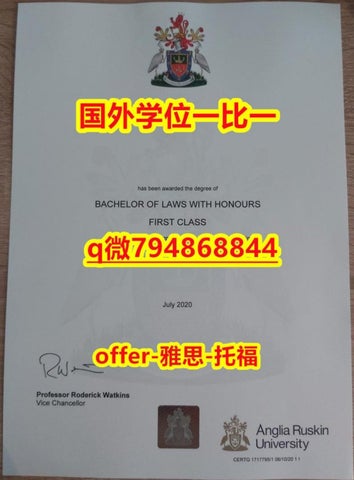 国外学位一比一
has been awarded the degree of
BACHELOR OF LAWS WITH HONOURS
FIRST CLASS
q微794868844
July 2020
offer-雅思-托福
Professor Roderick Watkins
Vice Chancellor
Anglia Ruskin
University